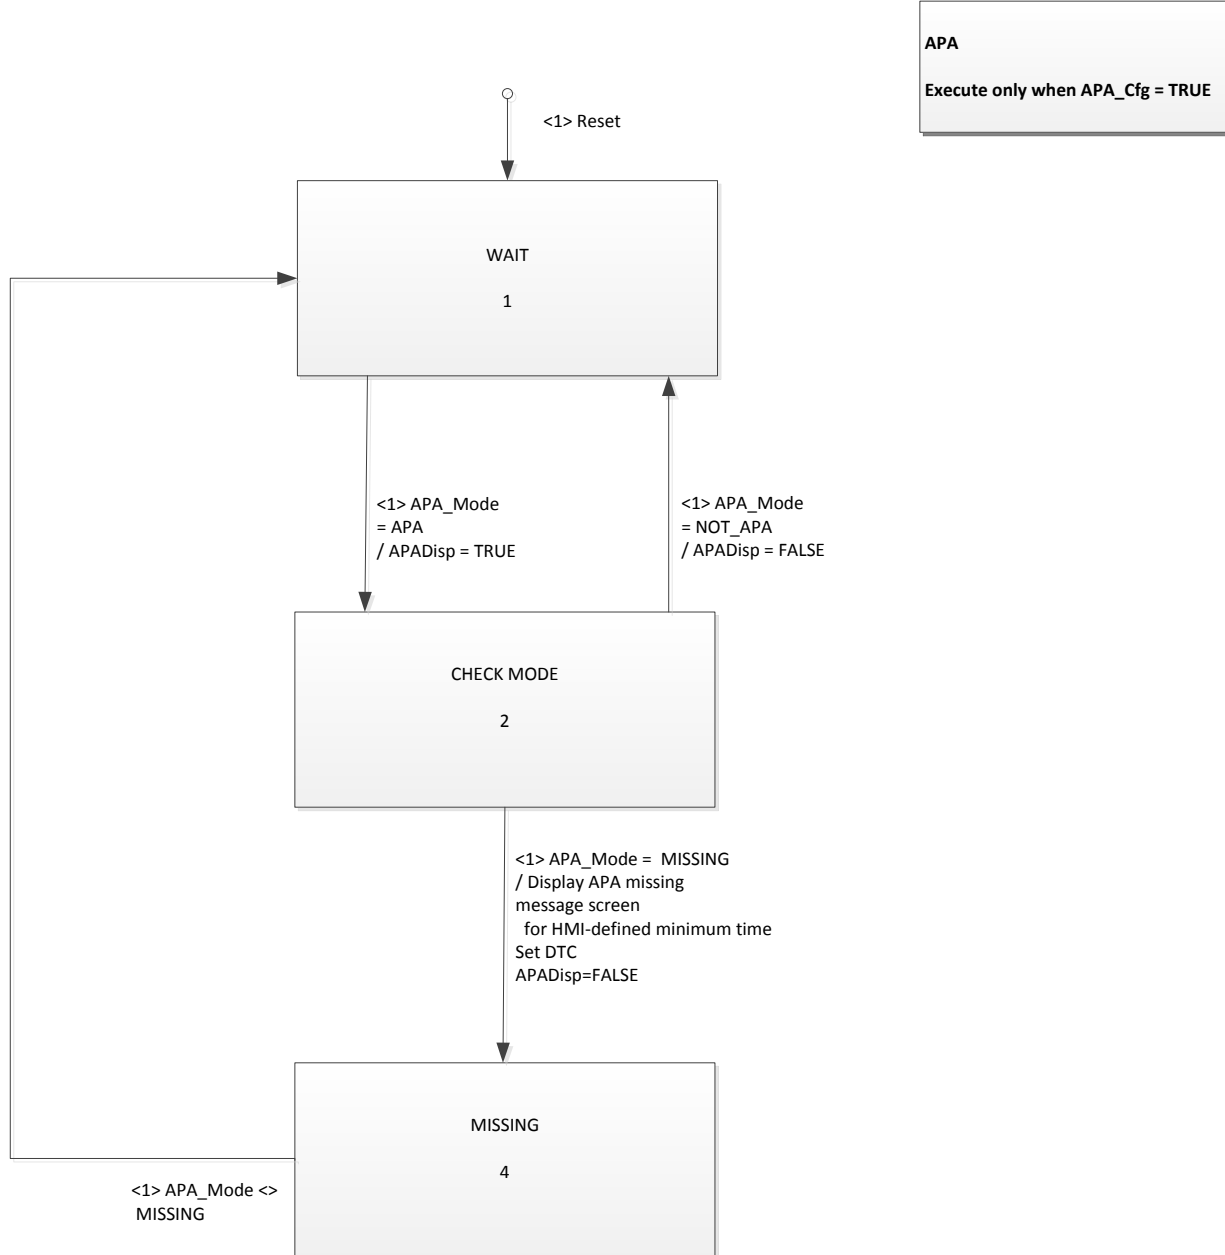 APA
Execute only when APA_Cfg = TRUE
<1> Reset
WAIT
1
<1> APA_Mode
= APA
/ APADisp = TRUE
<1> APA_Mode
= NOT_APA
/ APADisp = FALSE
CHECK MODE
2
<1> APA_Mode =  MISSING
/ Display APA missing
message screen
for HMI-defined minimum time
Set DTC
APADisp=FALSE
MISSING
4
<1> APA_Mode <>
MISSING